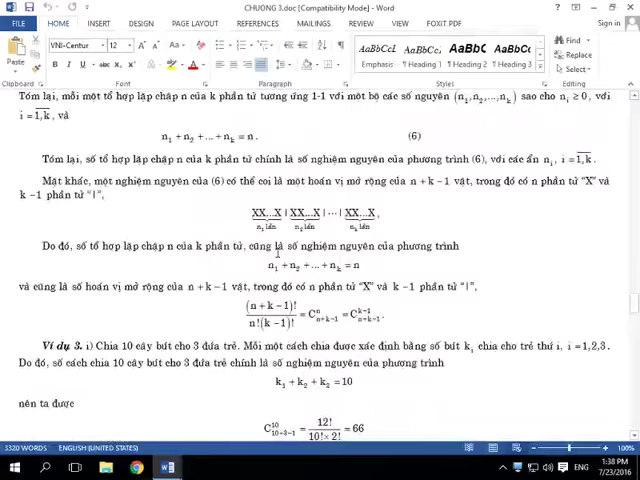 CHUONG 3.doc [Compatibility Mode] - Word
FILE HOME INSERT DESIGN PAGE LAYOUT REFERENCES MAILINGS REVIEW VIEW FOXIT PDF Sign in
VNI-Centur 12
Paste
AaBbCcL AaBbCc. AaBbCc AaBbCcI
Emphasis ¶ Heading 1 ¶ Heading 2 ¶ Heading 3
Find
Replace
Select
Clipboard Font Paragraph Styles Editing
Tóm lại, mỗi một tổ hợp lặp chập n của k phần tử tương ứng 1-1 với một bộ các số nguyên (n₁,n₂,...,nₖ) sao cho nᵢ ≥ 0, với
i = 1,k, và
n₁ + n₂ + ... + nₖ = n. (6)
Tóm lại, số tổ hợp lặp chập n của k phần tử chính là số nghiệm nguyên của phương trình (6), với các ẩn nᵢ, i = 1,k.
Mặt khác, một nghiệm nguyên của (6) có thể coi là một hoán vị mở rộng của n + k − 1 vật, trong đó có n phần tử "X" và
k − 1 phần tử "|",
XX...X | XX...X | ··· | XX...X,
n₁ lần n₂ lần nₖ lần
Do đó, số tổ hợp lặp chập n của k phần tử, cũng là số nghiệm nguyên của phương trình
n₁ + n₂ + ... + nₖ = n
và cũng là số hoán vị mở rộng của n + k − 1 vật, trong đó có n phần tử "X" và k − 1 phần tử "|",
(n + k − 1)! / n!(k − 1)! = C^n_{n+k−1} = C^{k−1}_{n+k−1}.
Ví dụ 3. i) Chia 10 cây bút cho 3 đứa trẻ. Mỗi một cách chia được xác định bằng số bút kᵢ chia cho trẻ thứ i, i = 1,2,3.
Do đó, số cách chia 10 cây bút cho 3 đứa trẻ chính là số nghiệm nguyên của phương trình
k₁ + k₂ + k₂ = 10
nên ta được
C^{10}_{10+3−1} = 12! / 10! × 2! = 66
5320 WORDS ENGLISH (UNITED STATES) 100%
1:38 PM
7/23/2016